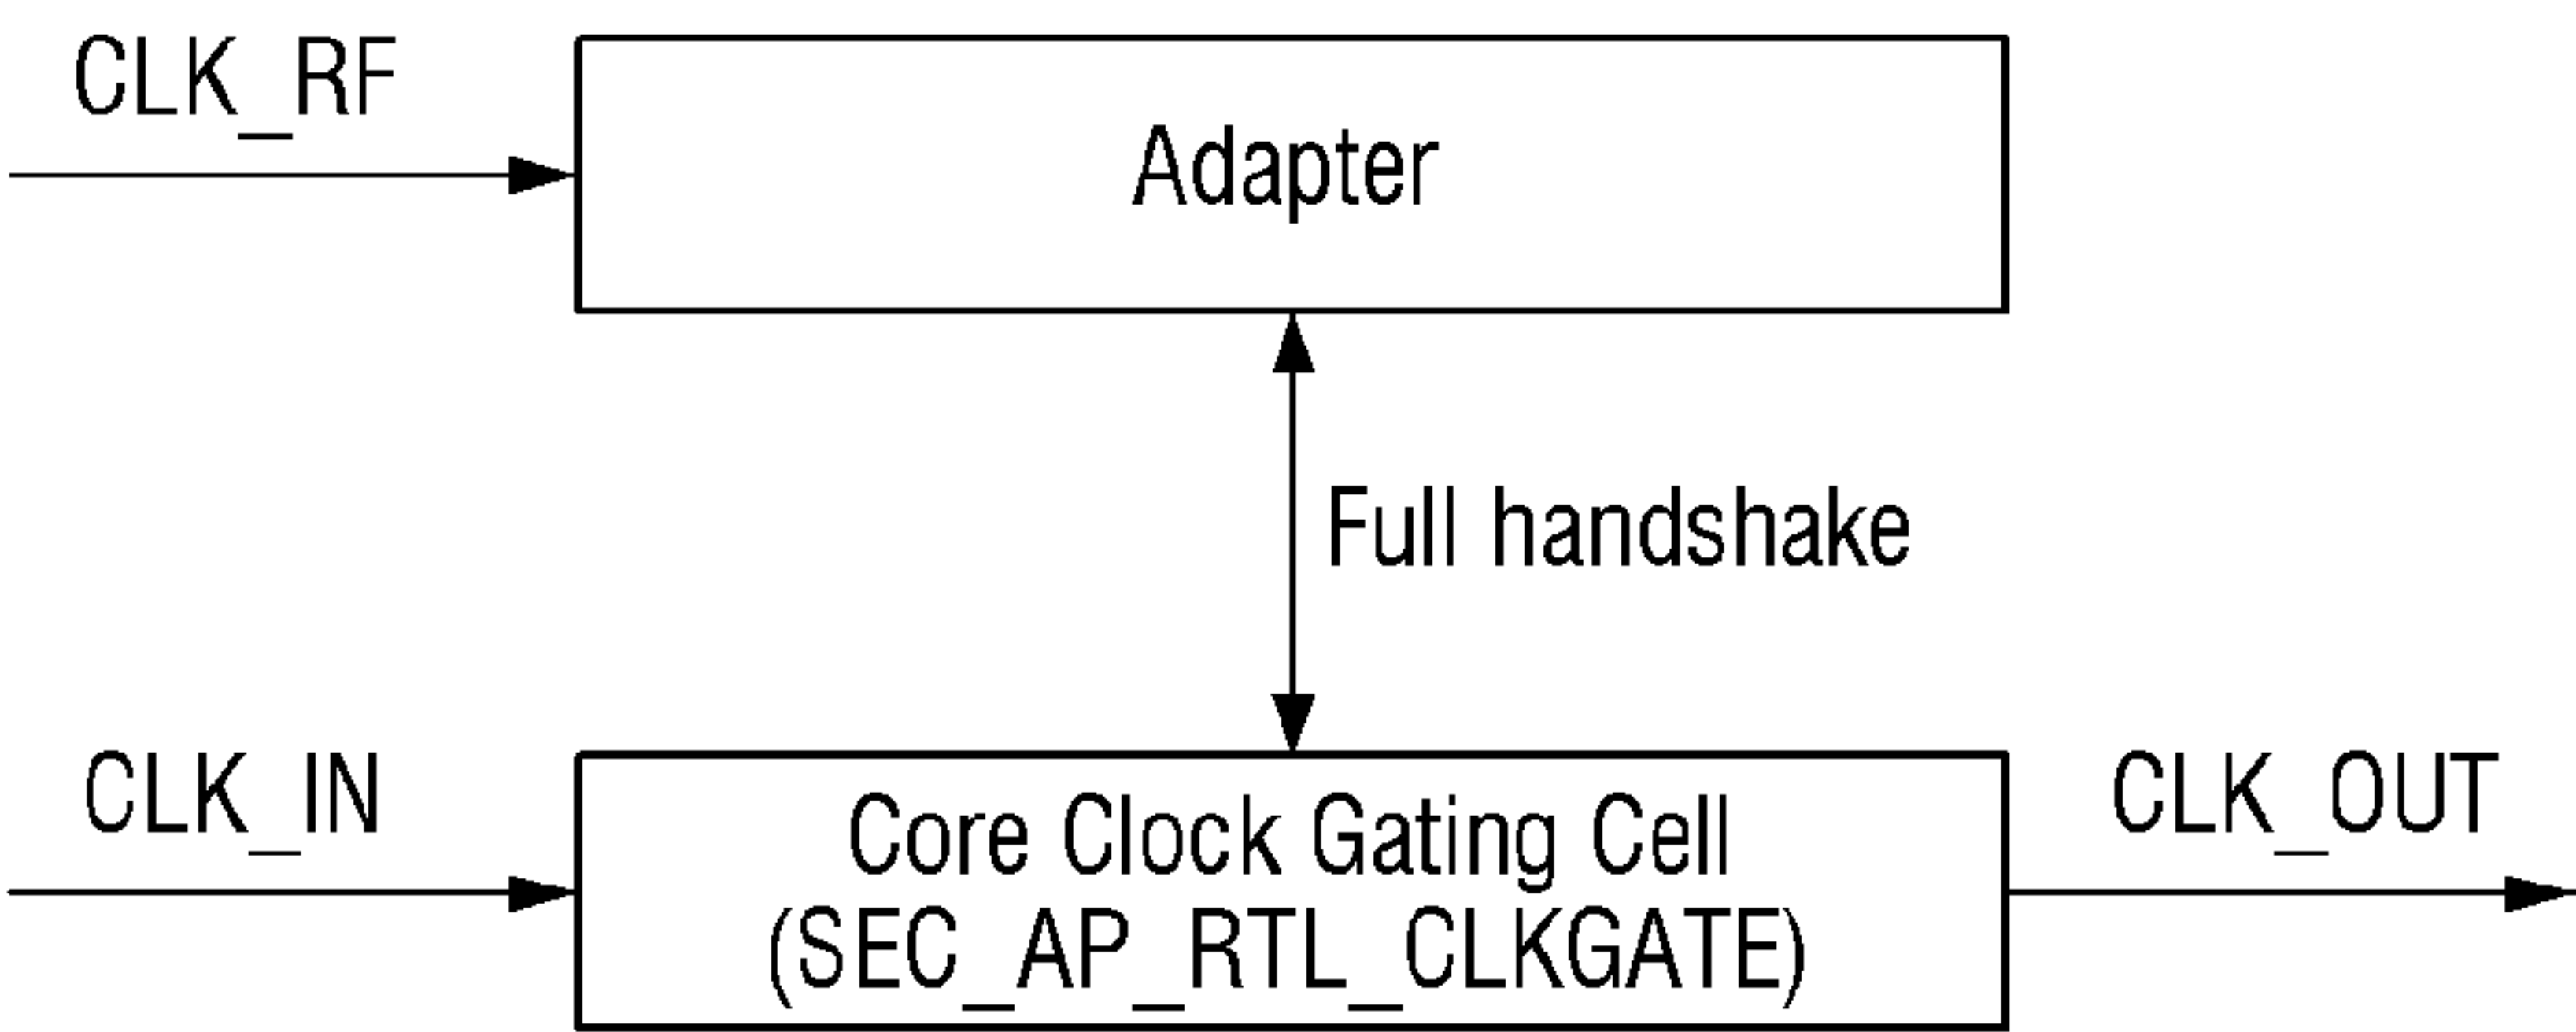 CLK_RF
Adapter
Full handshake
CLK_IN
Core Clock Gating Cell
(SEC_AP_RTL_CLKGATE)
CLK_OUT